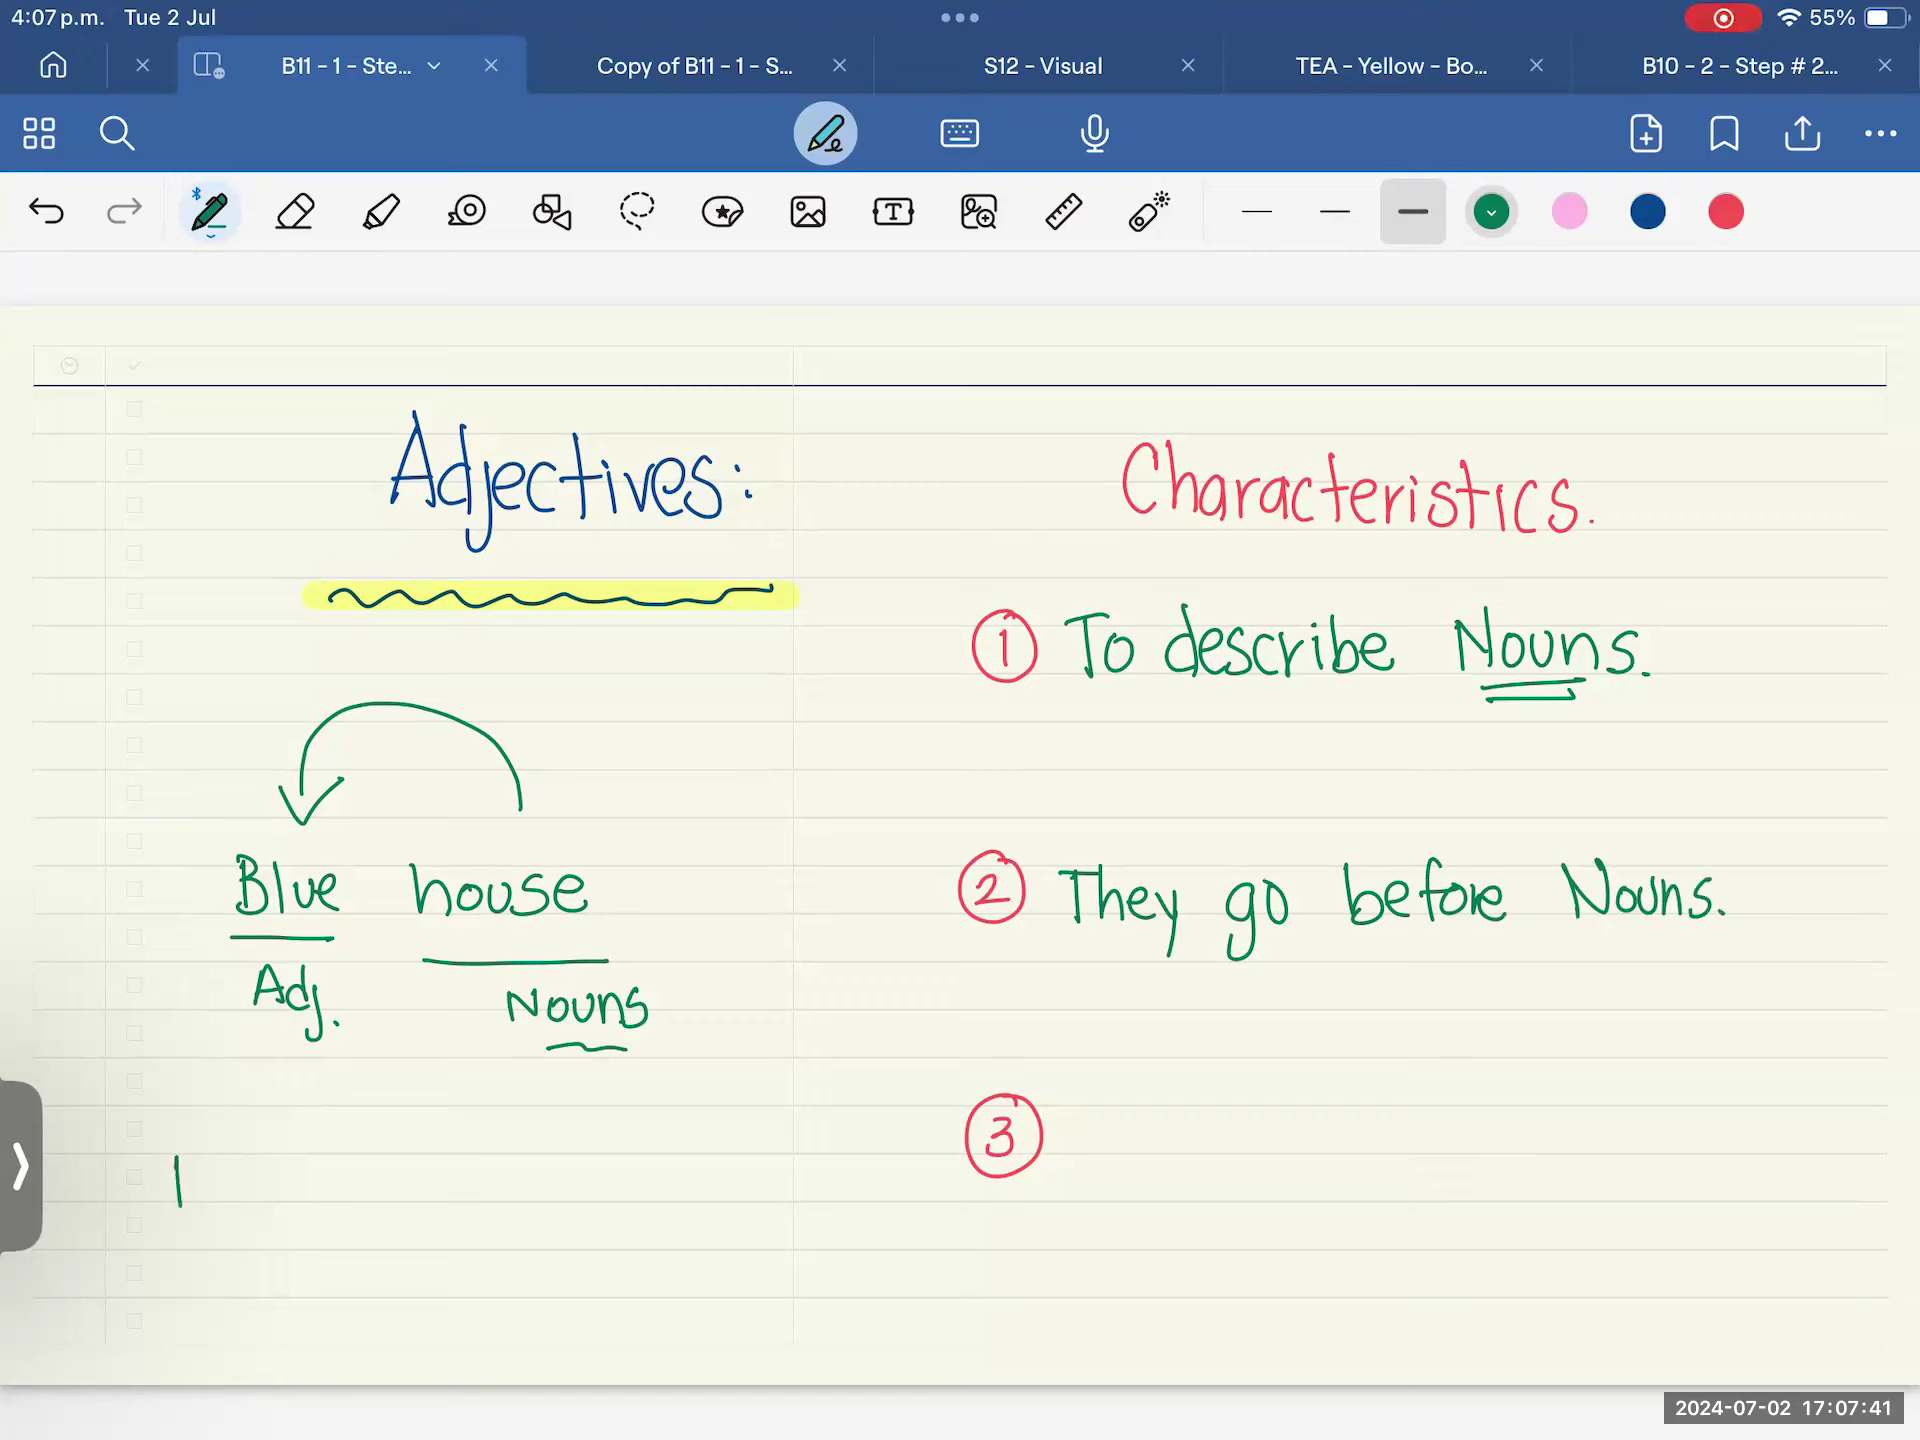 4:07 p.m. Tue 2 Jul
55%
B11 – 1 – Ste...
Copy of B11 – 1 – S...
S12 – Visual
TEA – Yellow – Bo...
B10 – 2 – Step # 2...
Adjectives:
Characteristics.
1 To describe Nouns.
Blue house
Adj. Nouns
2 They go before Nouns.
3
I
2024-07-02 17:07:41